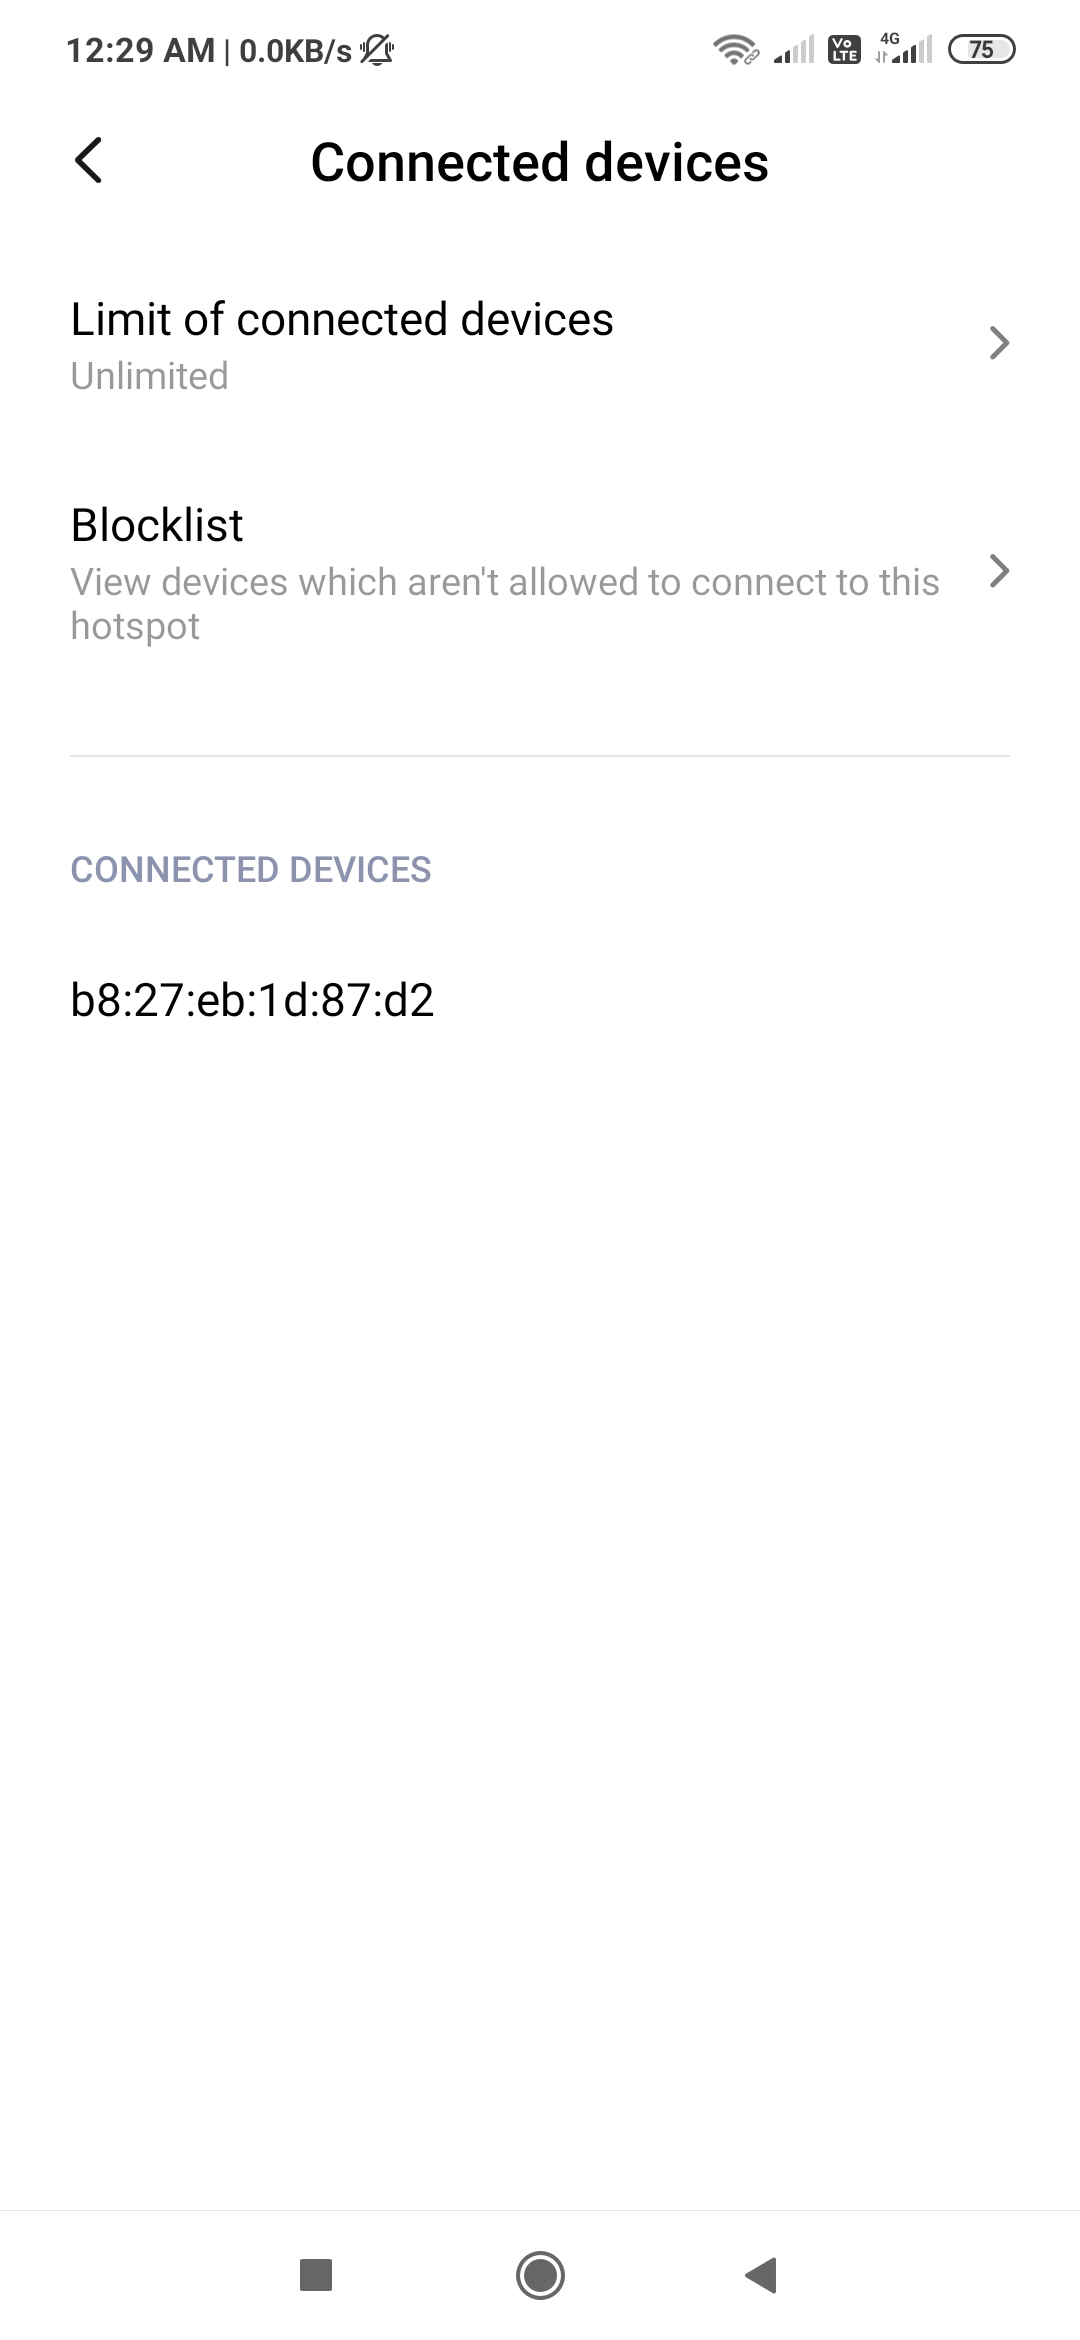 12:29 AM | 0.0KB/s
Vo LTE 4G 75
Connected devices
Limit of connected devices
Unlimited
Blocklist
View devices which aren't allowed to connect to this
hotspot
CONNECTED DEVICES
b8:27:eb:1d:87:d2